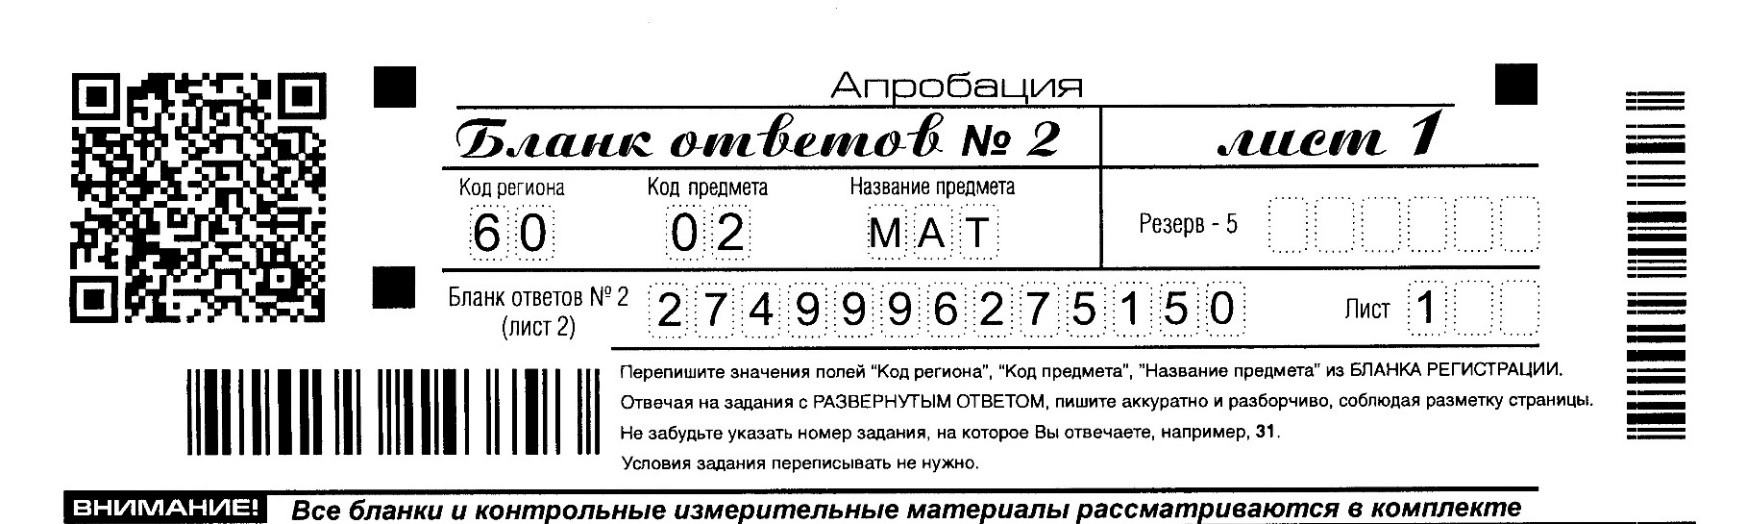 Апробация
Бланк ответов № 2 лист 1
Код региона Код предмета Название предмета
60 02 МАТ Резерв - 5
Бланк ответов № 2 (лист 2) 2749996275150 Лист 1
Перепишите значения полей "Код региона", "Код предмета", "Название предмета" из БЛАНКА РЕГИСТРАЦИИ.
Отвечая на задания с РАЗВЕРНУТЫМ ОТВЕТОМ, пишите аккуратно и разборчиво, соблюдая разметку страницы.
Не забудьте указать номер задания, на которое Вы отвечаете, например, 31.
Условия задания переписывать не нужно.
ВНИМАНИЕ! Все бланки и контрольные измерительные материалы рассматриваются в комплекте